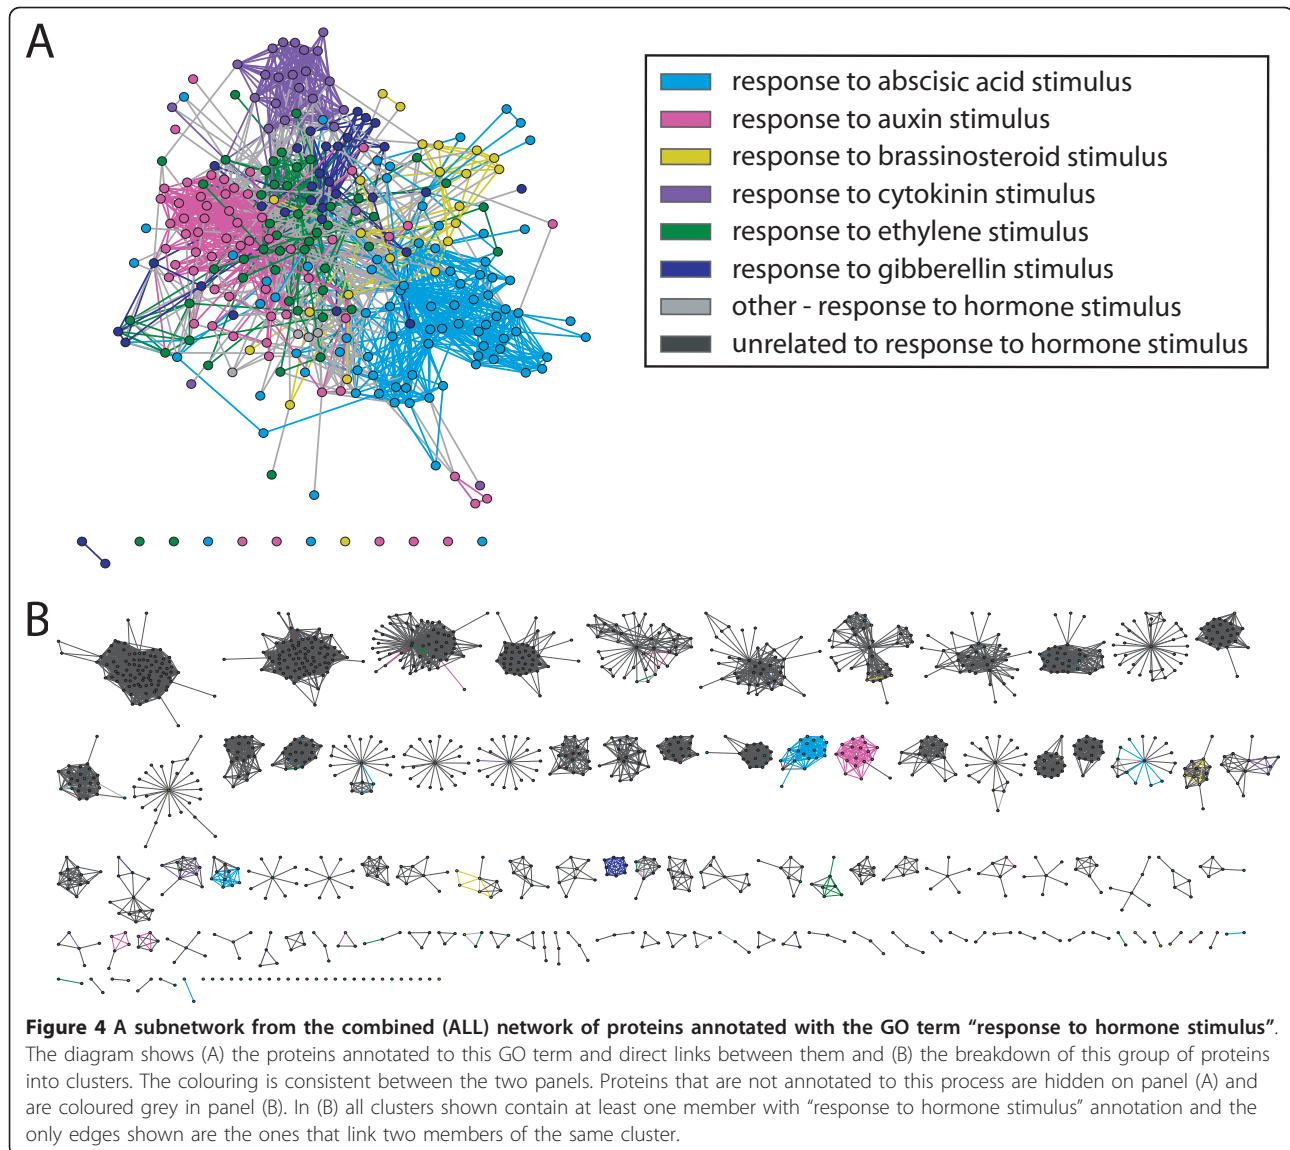 A
response to abscisic acid stimulus
response to auxin stimulus
response to brassinosteroid stimulus
response to cytokinin stimulus
response to ethylene stimulus
response to gibberellin stimulus
other - response to hormone stimulus
unrelated to response to hormone stimulus
B
Figure 4 A subnetwork from the combined (ALL) network of proteins annotated with the GO term “response to hormone stimulus”.
The diagram shows (A) the proteins annotated to this GO term and direct links between them and (B) the breakdown of this group of proteins
into clusters. The colouring is consistent between the two panels. Proteins that are not annotated to this process are hidden on panel (A) and
are coloured grey in panel (B). In (B) all clusters shown contain at least one member with “response to hormone stimulus” annotation and the
only edges shown are the ones that link two members of the same cluster.